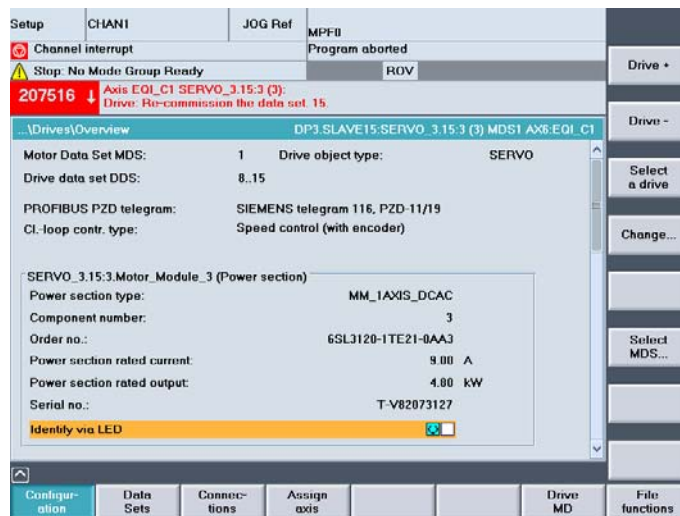 Setup CHAN1 JOG Ref MPF0
Channel interrupt Program aborted
Stop: No Mode Group Ready ROV
207516 ↓ Axis EQI_C1 SERVO_3.15:3 (3):
Drive: Re-commission the data set 15.
...\Drives\Overview DP3.SLAVE15:SERVO_3.15:3 (3) MDS1 AX6:EQI_C1
Motor Data Set MDS: 1 Drive object type: SERVO
Drive data set DDS: 8..15
PROFIBUS PZD telegram: SIEMENS telegram 116, PZD-11/19
Cl.-loop contr. type: Speed control (with encoder)
SERVO_3.15:3.Motor_Module_3 (Power section)
Power section type: MM_1AXIS_DCAC
Component number: 3
Order no.: 6SL3120-1TE21-0AA3
Power section rated current: 9.00 A
Power section rated output: 4.80 kW
Serial no.: T-V82073127
Identify via LED
Drive +
Drive -
Select
a drive
Change...
Select
MDS...
Configur-
ation
Data
Sets
Connec-
tions
Assign
axis
Drive
MD
File
functions